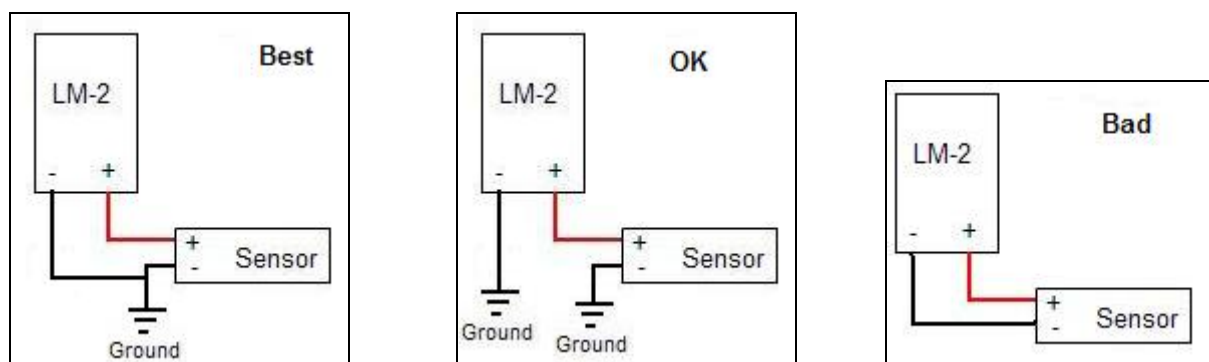 Best
LM-2
- +
+
- Sensor
Ground
OK
LM-2
- +
+
- Sensor
Ground
Ground
Bad
LM-2
- +
+
- Sensor